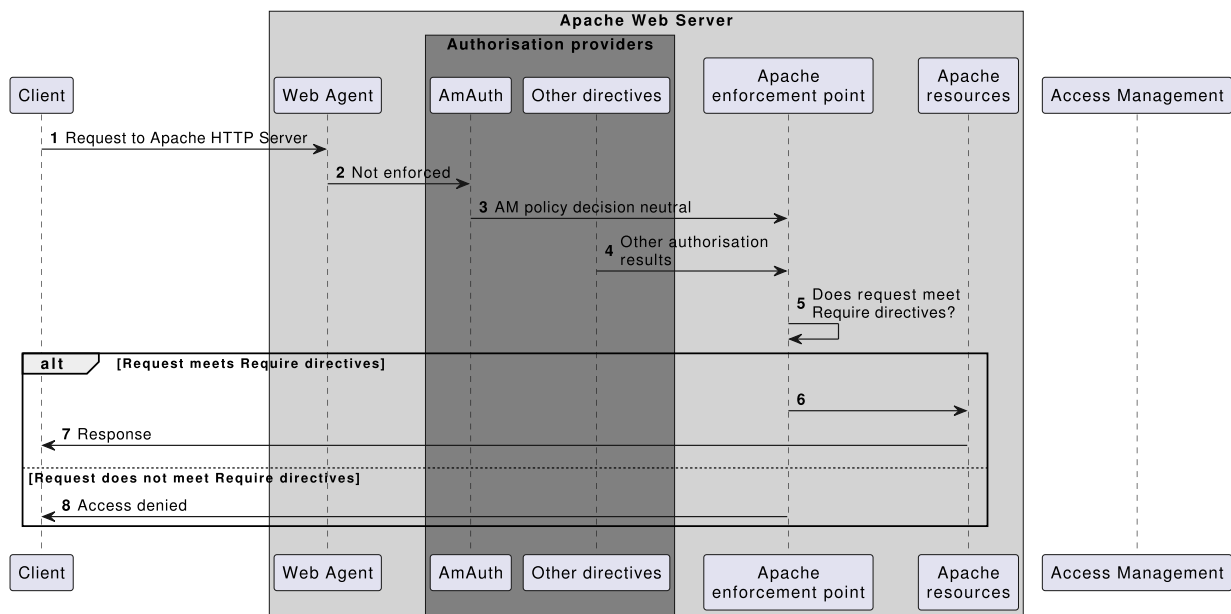 Apache Web Server
Authorisation providers
Client
Web Agent
AmAuth
Other directives
Apache
enforcement point
Apache
resources
Access Management
1 Request to Apache HTTP Server
2 Not enforced
3 AM policy decision neutral
4 Other authorisation
results
5 Does request meet
Require directives?
alt [Request meets Require directives]
6
7 Response
[Request does not meet Require directives]
8 Access denied
Client
Web Agent
AmAuth
Other directives
Apache
enforcement point
Apache
resources
Access Management